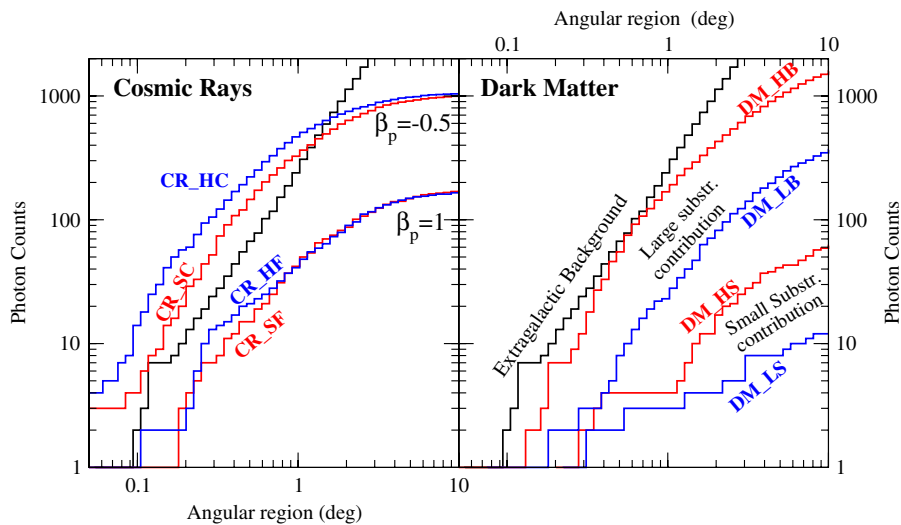 Angular region (deg)
0.1
1
10
Cosmic Rays
Dark Matter
1000
100
10
1
Photon Counts
CR_HC
CR_SC
CR_HF
CR_SF
β_p=-0.5
β_p=1
Extragalactic Background
Large substr.
contribution
Small Substr.
contribution
DM_HB
DM_LB
DM_HS
DM_LS
1000
100
10
1
Photon Counts
0.1
1
10
Angular region (deg)